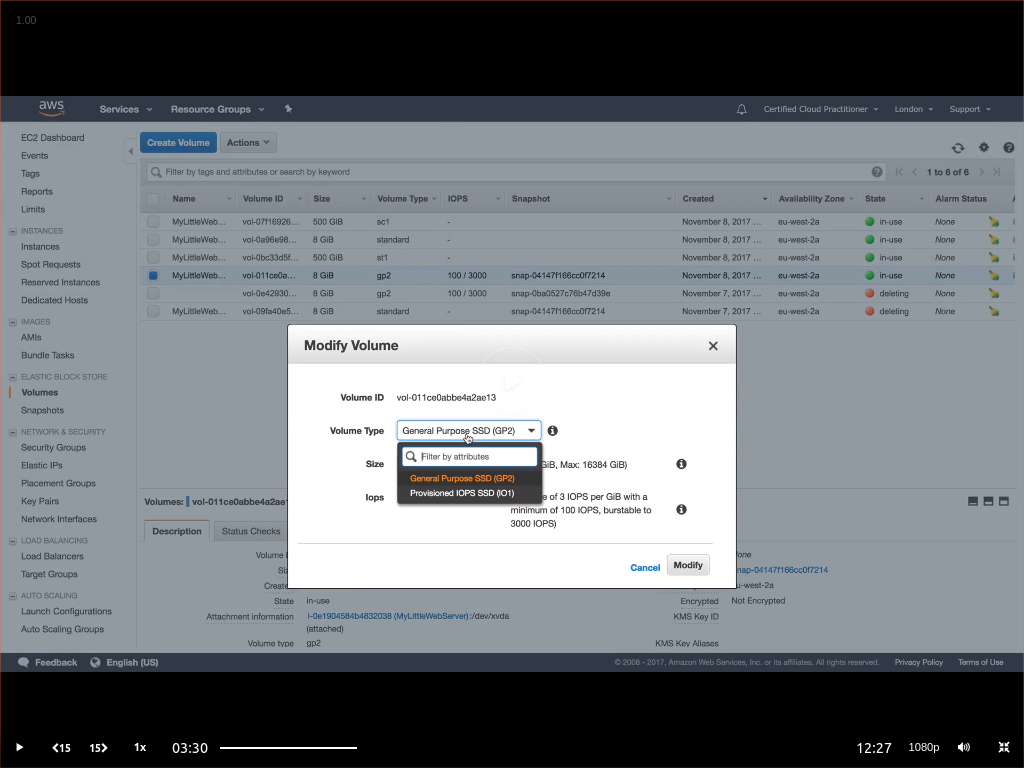 1.00
aws Services Resource Groups Certified Cloud Practitioner London Support
EC2 Dashboard
Events
Tags
Reports
Limits
INSTANCES
Instances
Spot Requests
Reserved Instances
Dedicated Hosts
IMAGES
AMIs
Bundle Tasks
ELASTIC BLOCK STORE
Volumes
Snapshots
NETWORK & SECURITY
Security Groups
Elastic IPs
Placement Groups
Key Pairs
Network Interfaces
LOAD BALANCING
Load Balancers
Target Groups
AUTO SCALING
Launch Configurations
Auto Scaling Groups
Create Volume Actions
Filter by tags and attributes or search by keyword 1 to 6 of 6
Name Volume ID Size Volume Type IOPS Snapshot Created Availability Zone State Alarm Status
MyLittleWeb... vol-07f16926... 500 GiB sc1 - November 8, 2017 ... eu-west-2a in-use None
MyLittleWeb... vol-0a96e98... 8 GiB standard - November 8, 2017 ... eu-west-2a in-use None
MyLittleWeb... vol-0bc33d5f... 500 GiB st1 - November 8, 2017 ... eu-west-2a in-use None
MyLittleWeb... vol-011ce0a... 8 GiB gp2 100 / 3000 snap-04147f166cc0f7214 November 8, 2017 ... eu-west-2a in-use None
vol-0e42930... 8 GiB gp2 100 / 3000 snap-0ba0527c76b47d39e November 7, 2017 ... eu-west-2a deleting None
MyLittleWeb... vol-09fa40e5... 8 GiB standard - snap-04147f166cc0f7214 November 7, 2017 ... eu-west-2a deleting None
Modify Volume
Volume ID vol-011ce0abbe4a2ae13
Volume Type General Purpose SSD (GP2)
Filter by attributes
General Purpose SSD (GP2)
Provisioned IOPS SSD (IO1)
Size GiB, Max: 16384 GiB)
Iops of 3 IOPS per GiB with a
minimum of 100 IOPS, burstable to
3000 IOPS)
Cancel Modify
Volumes: vol-011ce0abbe4a2ae1
Description Status Checks
Volume
snap-04147f166cc0f7214
State in-use Encrypted Not Encrypted
Attachment information i-0e1904584b4832038 (MyLittleWebServer):/dev/xvda KMS Key ID
(attached)
Volume type gp2 KMS Key Aliases
Feedback English (US) © 2008 - 2017, Amazon Web Services, Inc. or its affiliates. All rights reserved. Privacy Policy Terms of Use
15 15 1x 03:30 12:27 1080p